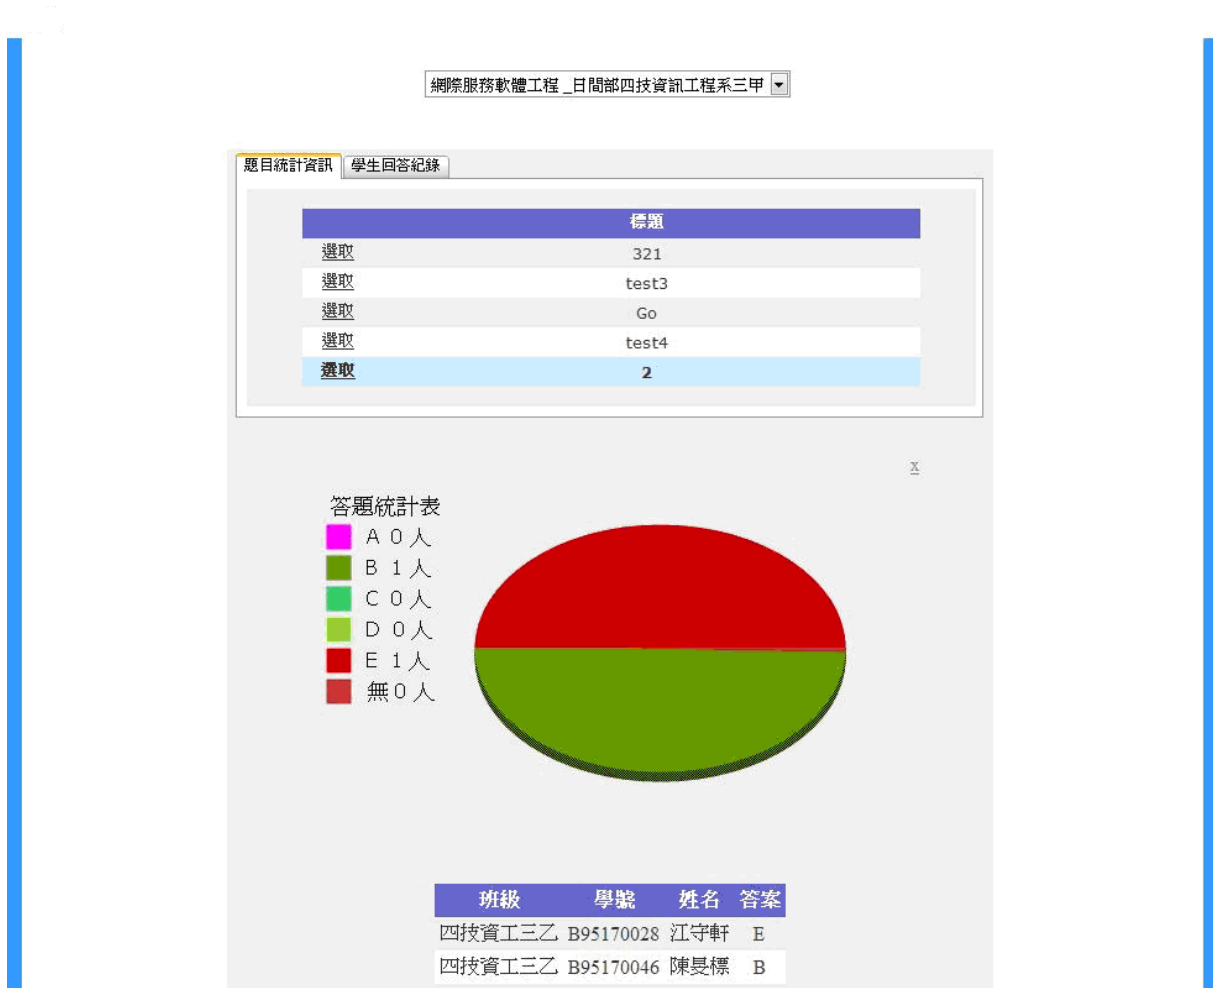 網際服務軟體工程 _日間部四技資訊工程系三甲
題目統計資訊 學生回答紀錄
標題
選取 321
選取 test3
選取 Go
選取 test4
選取 2
x
答題統計表
A 0 人
B 1 人
C 0 人
D 0 人
E 1 人
無 0 人
班級 學號 姓名 答案
四技資工三乙 B95170028 江守軒 E
四技資工三乙 B95170046 陳旻標 B